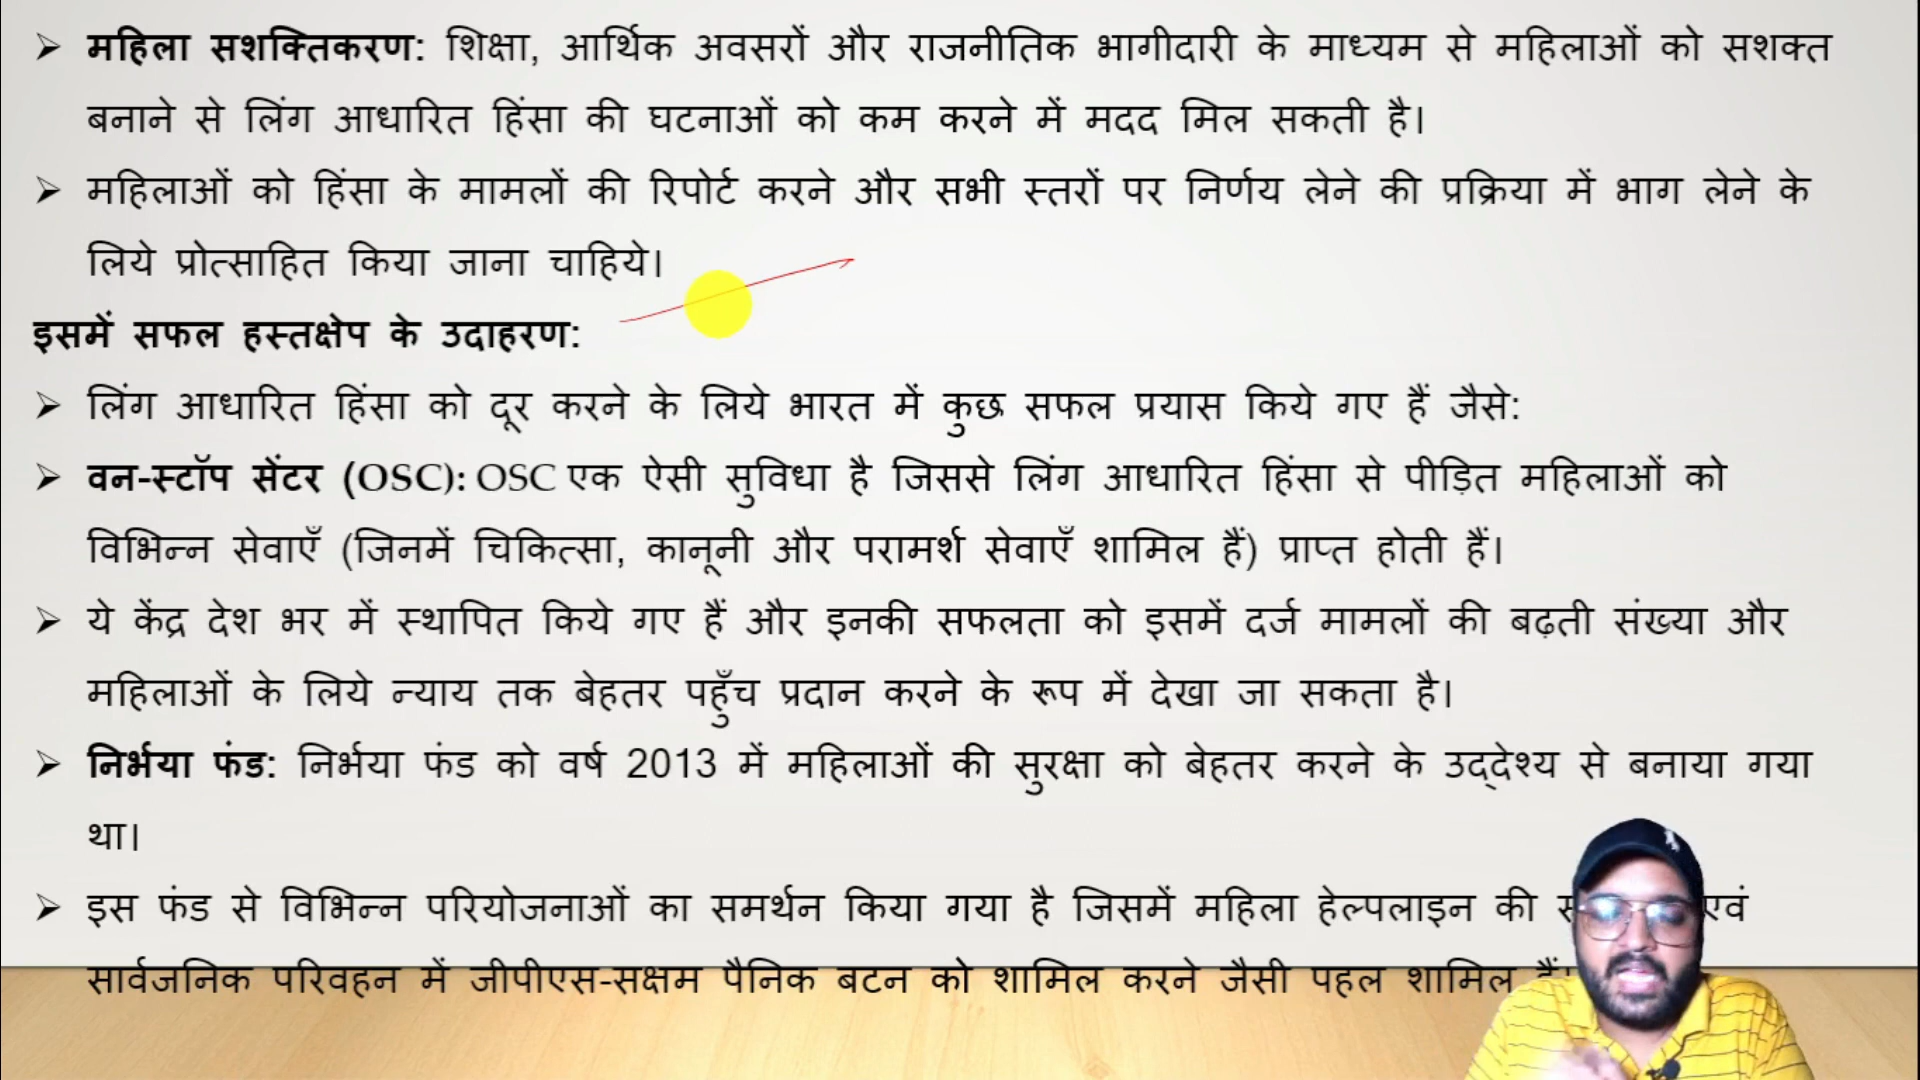 ➢ महिला सशक्तिकरण: शिक्षा, आर्थिक अवसरों और राजनीतिक भागीदारी के माध्यम से महिलाओं को सशक्त
बनाने से लिंग आधारित हिंसा की घटनाओं को कम करने में मदद मिल सकती है।
➢ महिलाओं को हिंसा के मामलों की रिपोर्ट करने और सभी स्तरों पर निर्णय लेने की प्रक्रिया में भाग लेने के
लिये प्रोत्साहित किया जाना चाहिये।
इसमें सफल हस्तक्षेप के उदाहरण:
➢ लिंग आधारित हिंसा को दूर करने के लिये भारत में कुछ सफल प्रयास किये गए हैं जैसे:
➢ वन-स्टॉप सेंटर (OSC): OSC एक ऐसी सुविधा है जिससे लिंग आधारित हिंसा से पीड़ित महिलाओं को
विभिन्न सेवाएँ (जिनमें चिकित्सा, कानूनी और परामर्श सेवाएँ शामिल हैं) प्राप्त होती हैं।
➢ ये केंद्र देश भर में स्थापित किये गए हैं और इनकी सफलता को इसमें दर्ज मामलों की बढ़ती संख्या और
महिलाओं के लिये न्याय तक बेहतर पहुँच प्रदान करने के रूप में देखा जा सकता है।
➢ निर्भया फंड: निर्भया फंड को वर्ष 2013 में महिलाओं की सुरक्षा को बेहतर करने के उद्देश्य से बनाया गया
था।
➢ इस फंड से विभिन्न परियोजनाओं का समर्थन किया गया है जिसमें महिला हेल्पलाइन की एवं
सार्वजनिक परिवहन में जीपीएस-सक्षम पैनिक बटन को शामिल करने जैसी पहल शामिल हैं।